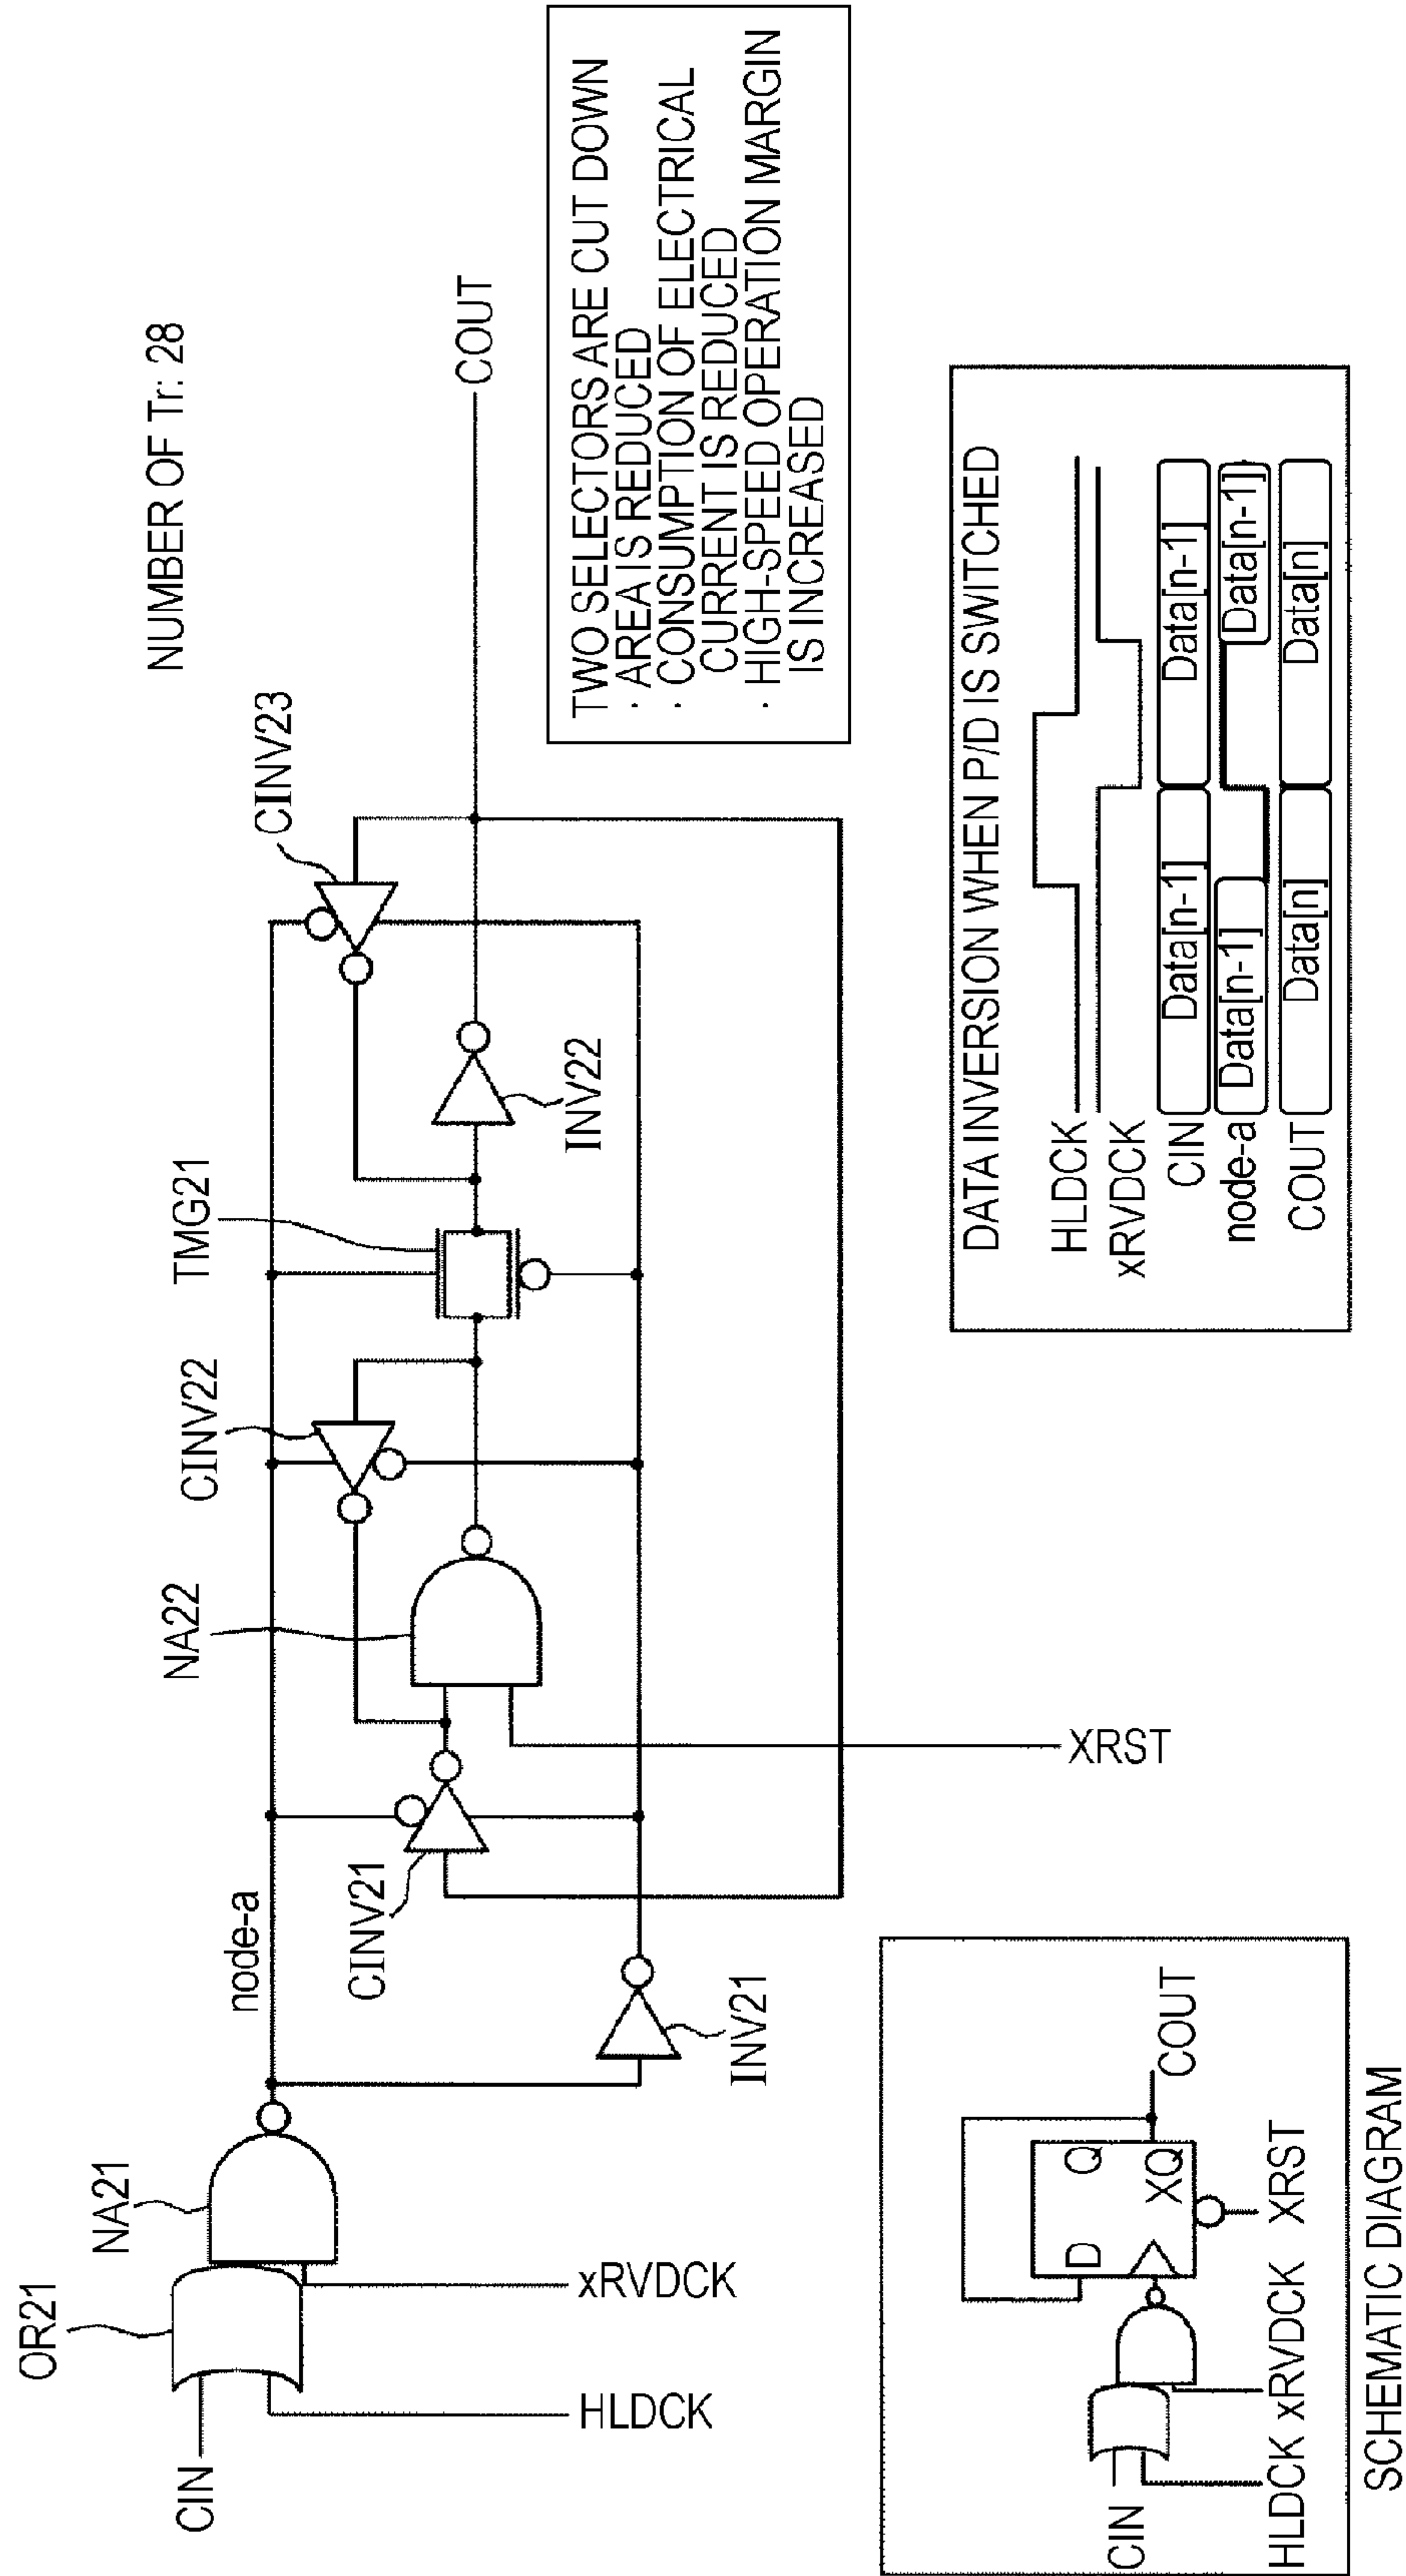 NUMBER OF Tr: 28
CIN
OR21
NA21
HLDCK
xRVDCK
node-a
INV21
CINV21
NA22
XRST
CINV22
TMG21
INV22
CINV23
COUT
TWO SELECTORS ARE CUT DOWN
· AREA IS REDUCED
· CONSUMPTION OF ELECTRICAL
CURRENT IS REDUCED
· HIGH-SPEED OPERATION MARGIN
IS INCREASED
CIN
HLDCK xRVDCK XRST
D Q
XQ
COUT
SCHEMATIC DIAGRAM
DATA INVERSION WHEN P/D IS SWITCHED
HLDCK
xRVDCK
CIN Data[n-1] Data[n-1]
node-a Data[n-1] Data[n-1]
COUT Data[n] Data[n]